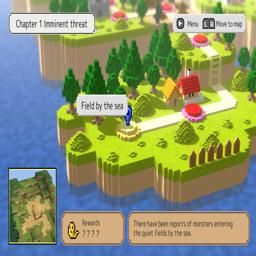 Chapter 1 Imminent threat
Menu
Move to map
Field by the sea
Rewards
????
There have been reports of monsters entering
the quiet fields by the sea.